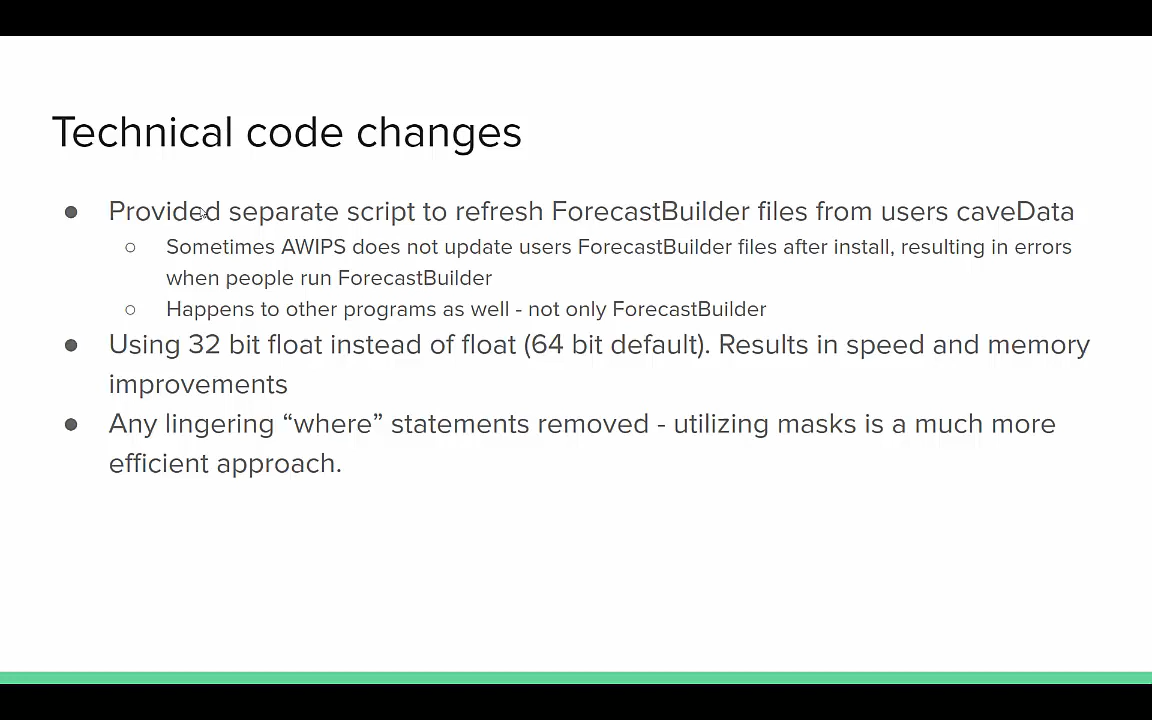 Technical code changes
● Provided separate script to refresh ForecastBuilder files from users caveData
○ Sometimes AWIPS does not update users ForecastBuilder files after install, resulting in errors
when people run ForecastBuilder
○ Happens to other programs as well - not only ForecastBuilder
● Using 32 bit float instead of float (64 bit default). Results in speed and memory
improvements
● Any lingering “where” statements removed - utilizing masks is a much more
efficient approach.